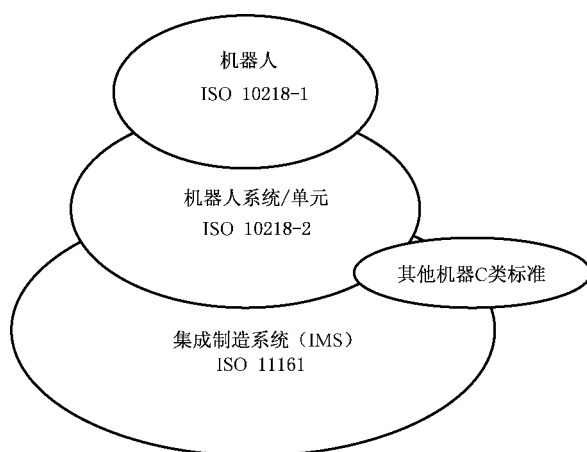 机器人
ISO 10218-1
机器人系统/单元
ISO 10218-2
其他机器C类标准
集成制造系统（IMS）
ISO 11161